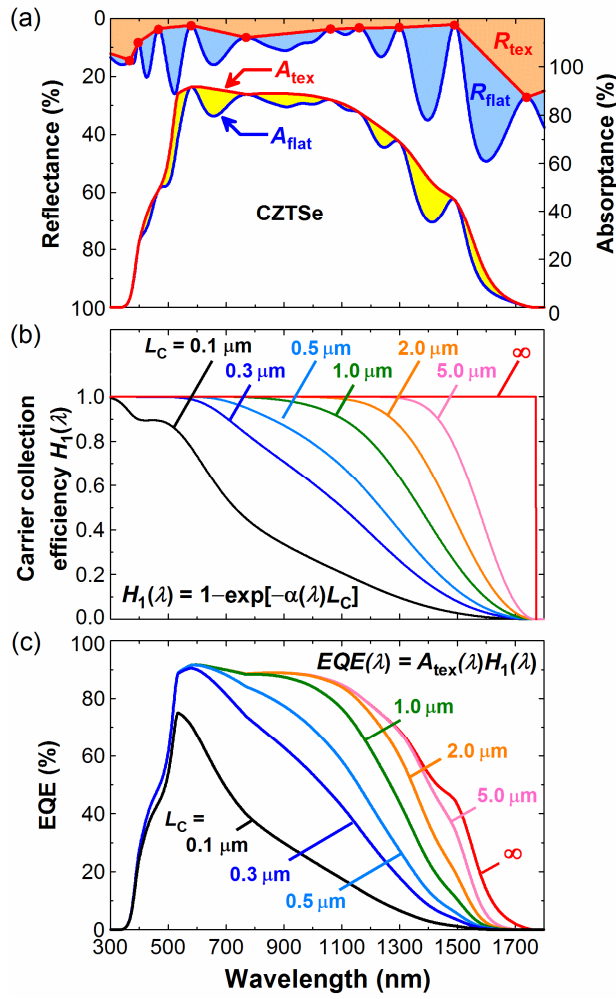 (a)
0
20
40
60
80
100
Reflectance (%)
R_tex
R_flat
A_tex
A_flat
CZTSe
100
80
60
40
20
0
Absorptance (%)
(b)
L_C = 0.1 μm
0.3 μm
0.5 μm
1.0 μm
2.0 μm
5.0 μm
∞
1.0
0.8
0.6
0.4
0.2
0.0
Carrier collection
efficiency H_1(λ)
H_1(λ) = 1–exp[–α(λ)L_C]
(c)
100
80
60
40
20
0
EQE (%)
EQE(λ) = A_tex(λ)H_1(λ)
1.0 μm
2.0 μm
5.0 μm
∞
L_C =
0.1 μm
0.3 μm
0.5 μm
300 500 700 900 1100 1300 1500 1700
Wavelength (nm)